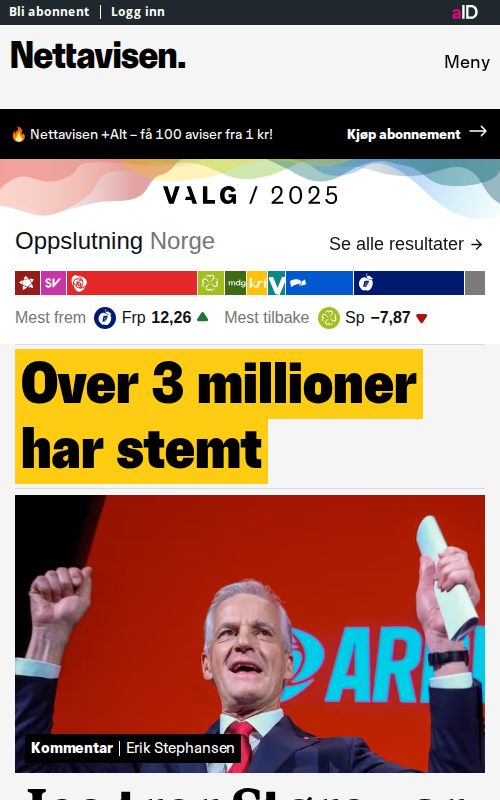 Bli abonnent | Logg inn
aID
Nettavisen.
Meny
🔥 Nettavisen +Alt – få 100 aviser fra 1 kr!
Kjøp abonnement →
VALG / 2025
Oppslutning Norge
Se alle resultater →
SV
mdg
krf
V
Mest frem Frp 12,26 Mest tilbake Sp –7,87
Over 3 millioner
har stemt
Kommentar | Erik Stephansen